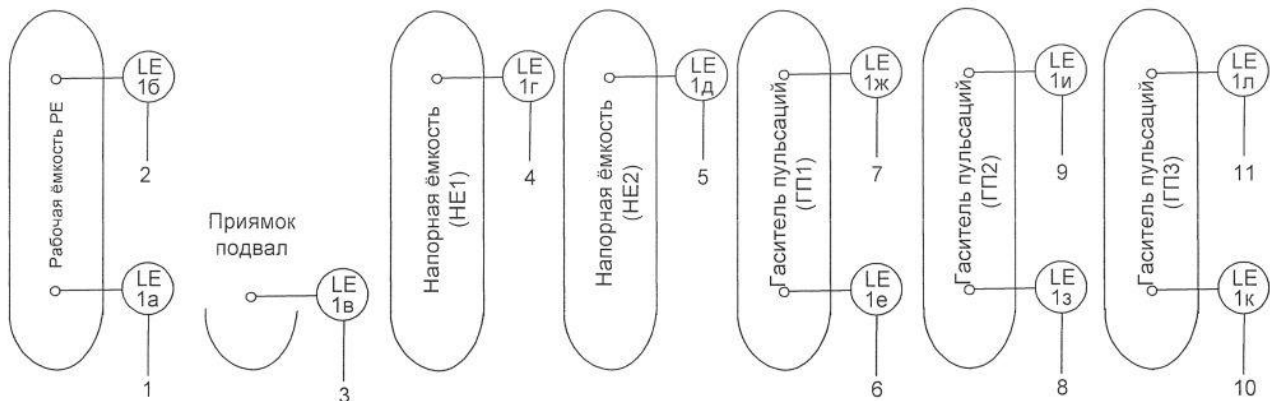 Рабочая ёмкость РЕ
LE
1б
2
LE
1а
1
Приямок
подвал
LE
1в
3
Напорная ёмкость
(НЕ1)
LE
1г
4
Напорная ёмкость
(НЕ2)
LE
1д
5
Гаситель пульсаций
(ГП1)
LE
1ж
7
LE
1е
6
Гаситель пульсаций
(ГП2)
LE
1и
9
LE
1з
8
Гаситель пульсаций
(ГП3)
LE
1л
11
LE
1к
10